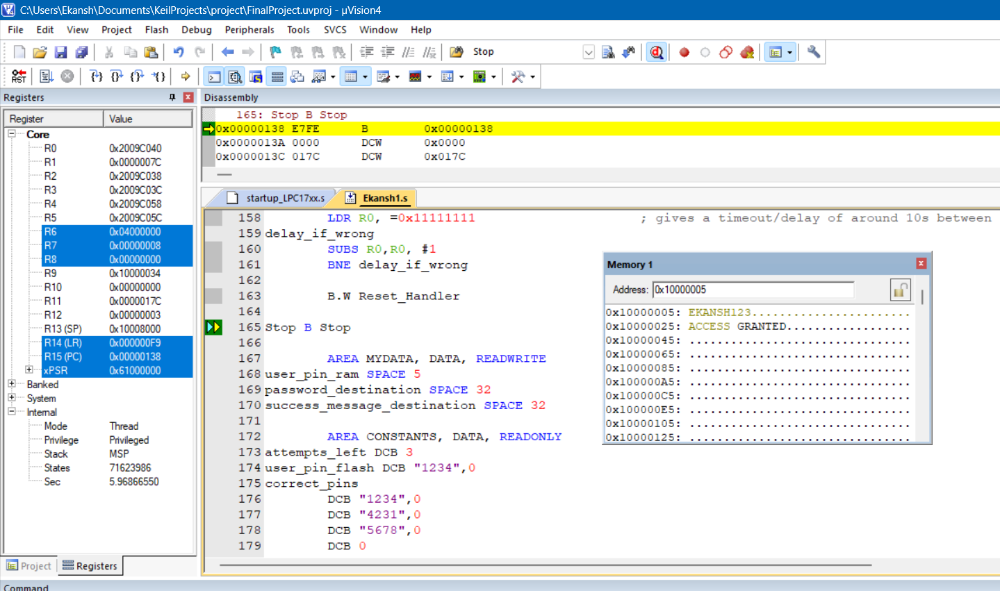 C:\Users\Ekansh\Documents\KeilProjects\project\FinalProject.uvproj - µVision4
File Edit View Project Flash Debug Peripherals Tools SVCS Window Help
Stop
RST
Registers
Register Value
Core
R0 0x2009C040
R1 0x0000007C
R2 0x2009C038
R3 0x2009C03C
R4 0x2009C058
R5 0x2009C05C
R6 0x04000000
R7 0x00000008
R8 0x00000000
R9 0x10000034
R10 0x00000000
R11 0x0000017C
R12 0x00000003
R13 (SP) 0x10008000
R14 (LR) 0x000000F9
R15 (PC) 0x00000138
xPSR 0x61000000
Banked
System
Internal
Mode Thread
Privilege Privileged
Stack MSP
States 71623986
Sec 5.96866550
Project Registers
Disassembly
165: Stop B Stop
0x00000138 E7FE B 0x00000138
0x0000013A 0000 DCW 0x0000
0x0000013C 017C DCW 0x017C
startup_LPC17xx.s Ekansh1.s
158 LDR R0, =0x11111111 ; gives a timeout/delay of around 10s between
159 delay_if_wrong
160 SUBS R0,R0, #1
161 BNE delay_if_wrong
162
163 B.W Reset_Handler
164
165 Stop B Stop
166
167 AREA MYDATA, DATA, READWRITE
168 user_pin_ram SPACE 5
169 password_destination SPACE 32
170 success_message_destination SPACE 32
171
172 AREA CONSTANTS, DATA, READONLY
173 attempts_left DCB 3
174 user_pin_flash DCB "1234",0
175 correct_pins
176 DCB "1234",0
177 DCB "4231",0
178 DCB "5678",0
179 DCB 0
Memory 1
Address: 0x10000005
0x10000005: EKANSH123.......................
0x10000025: ACCESS GRANTED..................
0x10000045: ................................
0x10000065: ................................
0x10000085: ................................
0x100000A5: ................................
0x100000C5: ................................
0x100000E5: ................................
0x10000105: ................................
0x10000125: ................................
Command